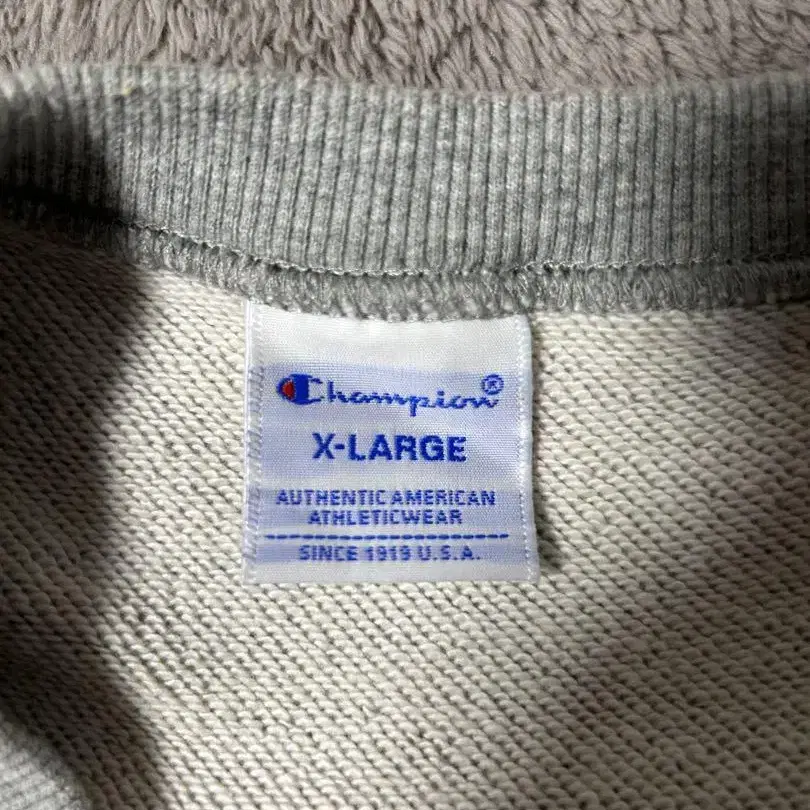 Champion®
X-LARGE
AUTHENTIC AMERICAN
ATHLETICWEAR
SINCE 1919 U.S.A.